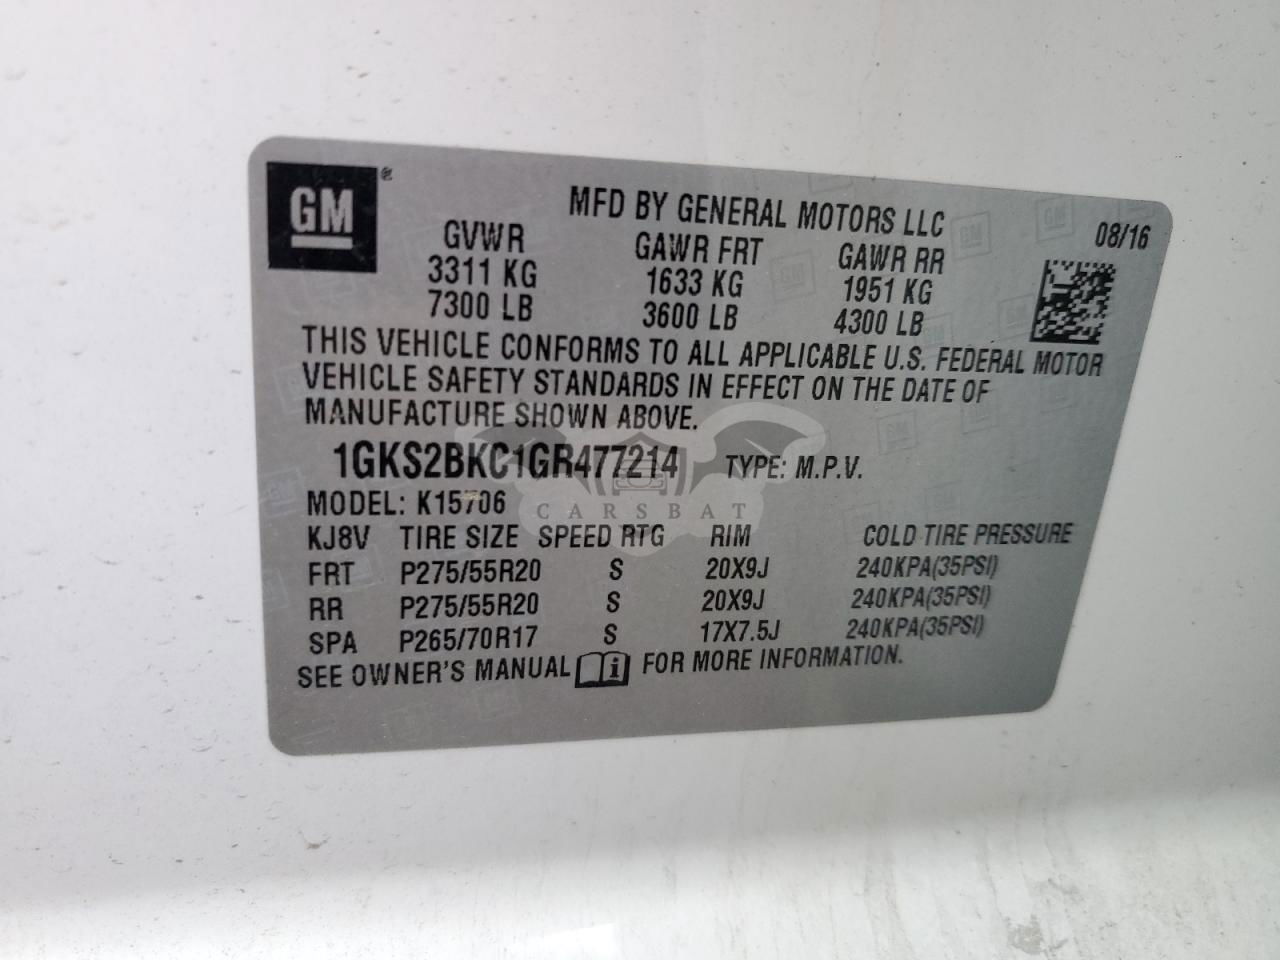 GM
MFD BY GENERAL MOTORS LLC
08/16
GVWR GAWR FRT GAWR RR
3311 KG 1633 KG 1951 KG
7300 LB 3600 LB 4300 LB
THIS VEHICLE CONFORMS TO ALL APPLICABLE U.S. FEDERAL MOTOR
VEHICLE SAFETY STANDARDS IN EFFECT ON THE DATE OF
MANUFACTURE SHOWN ABOVE.
1GKS2BKC1GR477214 TYPE: M.P.V.
MODEL: K15706
CARSBAT
KJ8V TIRE SIZE SPEED RTG RIM COLD TIRE PRESSURE
FRT P275/55R20 S 20X9J 240KPA(35PSI)
RR P275/55R20 S 20X9J 240KPA(35PSI)
SPA P265/70R17 S 17X7.5J 240KPA(35PSI)
SEE OWNER'S MANUAL i FOR MORE INFORMATION.